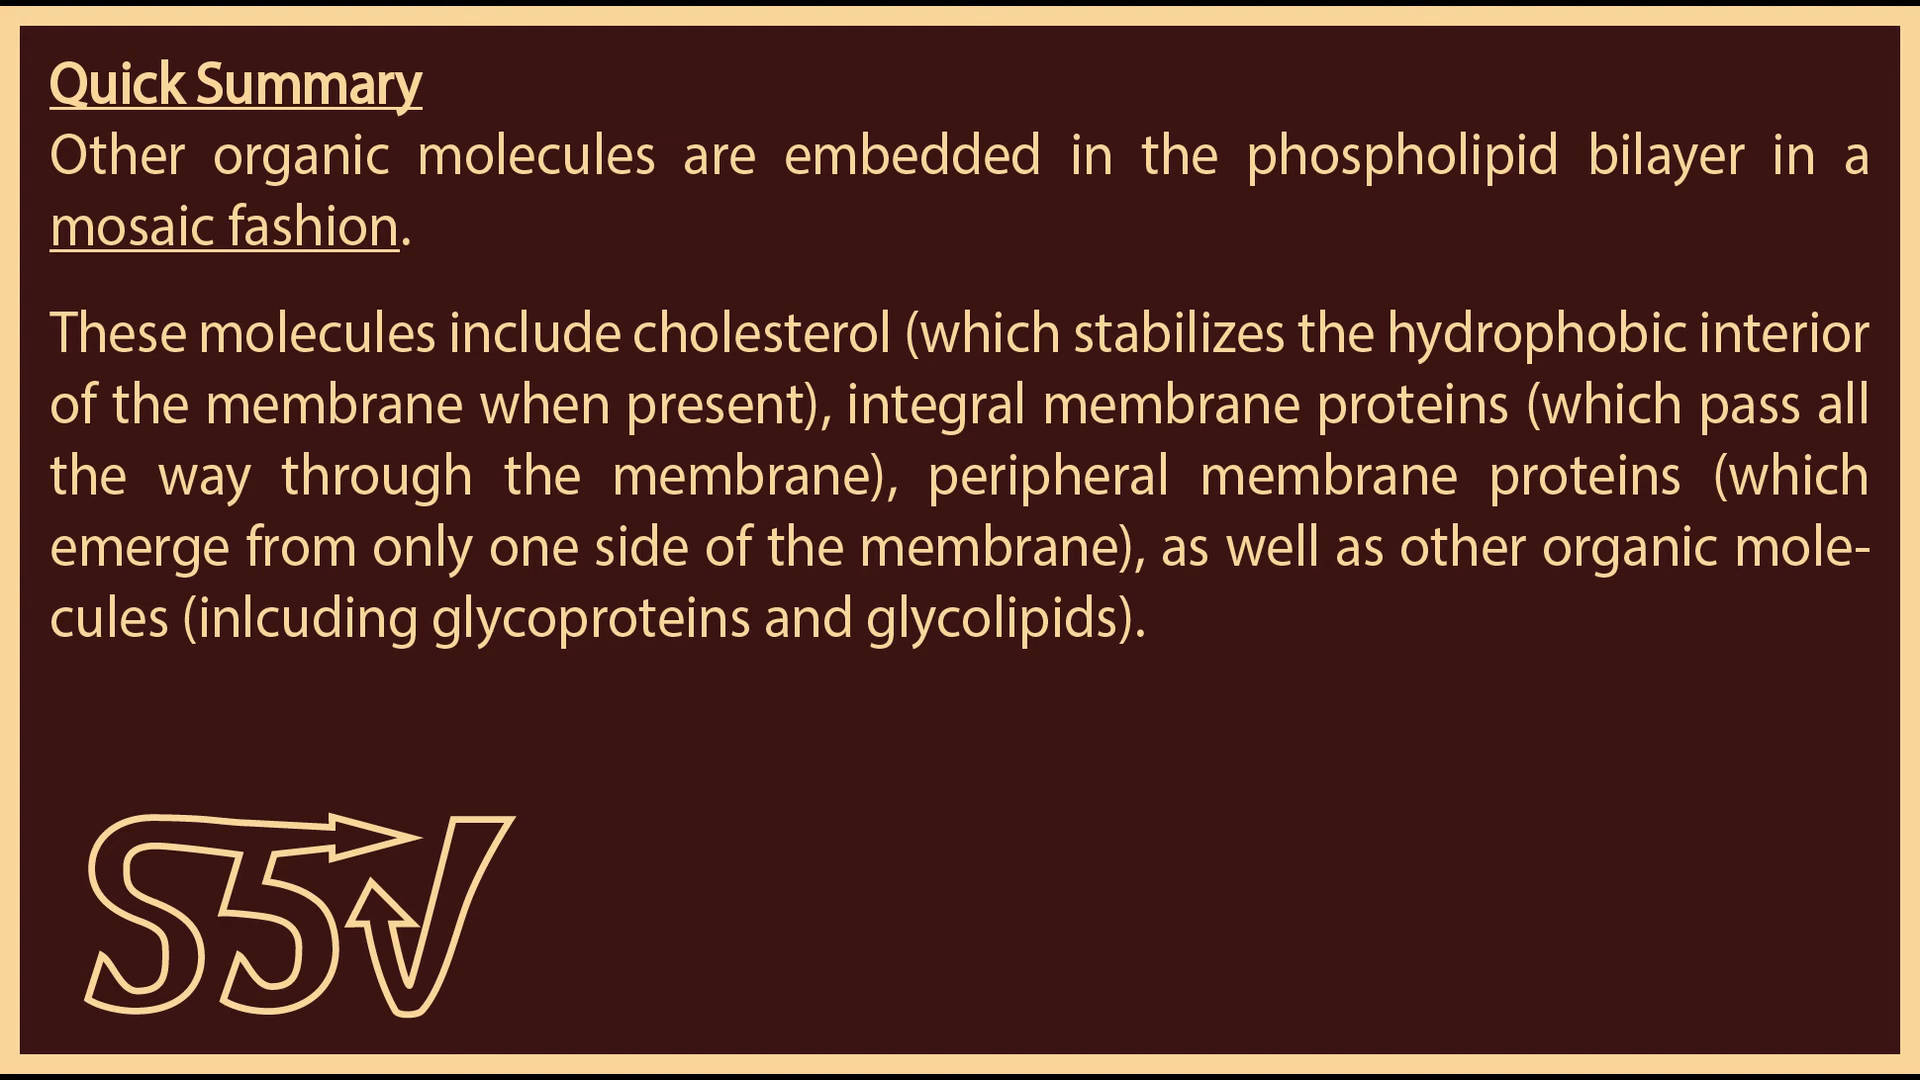 Quick Summary
Other organic molecules are embedded in the phospholipid bilayer in a
mosaic fashion.
These molecules include cholesterol (which stabilizes the hydrophobic interior
of the membrane when present), integral membrane proteins (which pass all
the way through the membrane), peripheral membrane proteins (which
emerge from only one side of the membrane), as well as other organic mole-
cules (inlcuding glycoproteins and glycolipids).
S5V